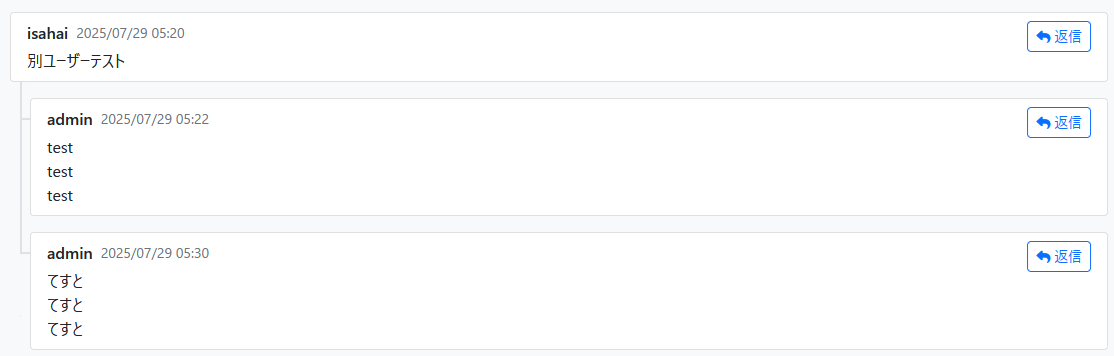 isahai 2025/07/29 05:20 返信
別ユーザーテスト
admin 2025/07/29 05:22 返信
test
test
test
admin 2025/07/29 05:30 返信
てすと
てすと
てすと